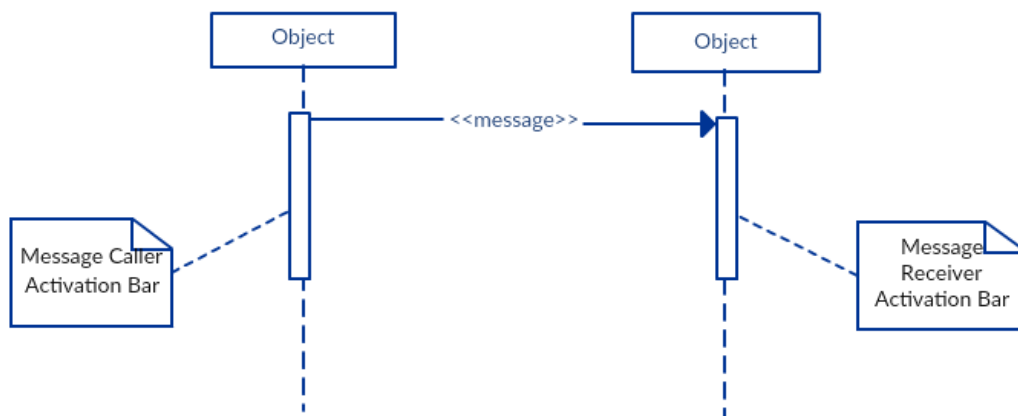 Object
Object
<<message>>
Message Caller
Activation Bar
Message
Receiver
Activation Bar